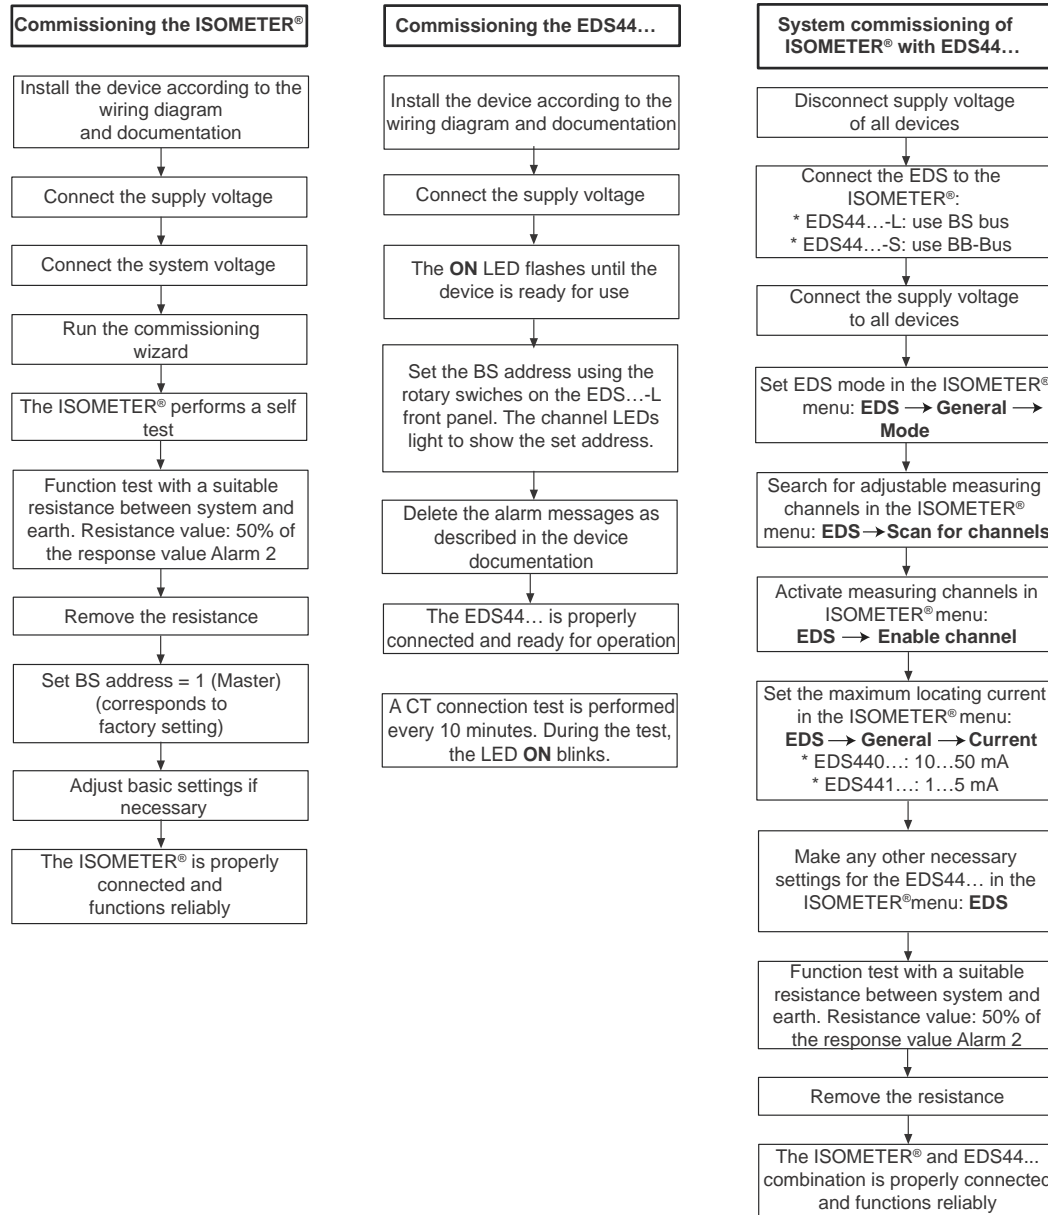 Commissioning the ISOMETER®
Install the device according to the
wiring diagram
and documentation
Connect the supply voltage
Connect the system voltage
Run the commissioning
wizard
The ISOMETER® performs a self
test
Function test with a suitable
resistance between system and
earth. Resistance value: 50% of
the response value Alarm 2
Remove the resistance
Set BS address = 1 (Master)
(corresponds to
factory setting)
Adjust basic settings if
necessary
The ISOMETER® is properly
connected and
functions reliably
Commissioning the EDS44…
Install the device according to the
wiring diagram and documentation
Connect the supply voltage
The ON LED flashes until the
device is ready for use
Set the BS address using the
rotary swiches on the EDS...-L
front panel. The channel LEDs
light to show the set address.
Delete the alarm messages as
described in the device
documentation
The EDS44… is properly
connected and ready for operation
A CT connection test is performed
every 10 minutes. During the test,
the LED ON blinks.
System commissioning of
ISOMETER® with EDS44…
Disconnect supply voltage
of all devices
Connect the EDS to the
ISOMETER®:
* EDS44…-L: use BS bus
* EDS44…-S: use BB-Bus
Connect the supply voltage
to all devices
Set EDS mode in the ISOMETER®
menu: EDS → General →
Mode
Search for adjustable measuring
channels in the ISOMETER®
menu: EDS → Scan for channels
Activate measuring channels in
ISOMETER® menu:
EDS → Enable channel
Set the maximum locating current
in the ISOMETER® menu:
EDS → General → Current
* EDS440…: 10…50 mA
* EDS441…: 1…5 mA
Make any other necessary
settings for the EDS44… in the
ISOMETER®menu: EDS
Function test with a suitable
resistance between system and
earth. Resistance value: 50% of
the response value Alarm 2
Remove the resistance
The ISOMETER® and EDS44...
combination is properly connected
and functions reliably